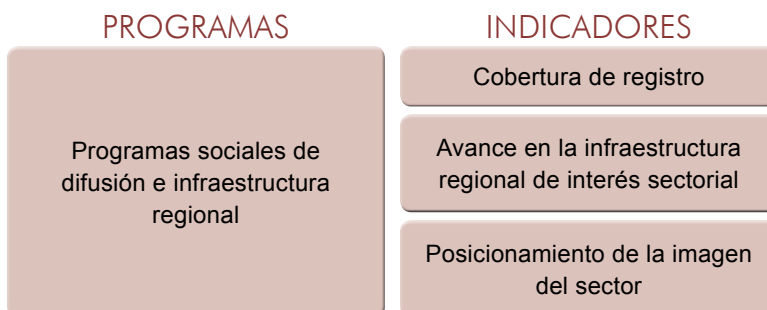 PROGRAMAS
INDICADORES
Programas sociales de
difusión e infraestructura
regional
Cobertura de registro
Avance en la infraestructura
regional de interés sectorial
Posicionamiento de la imagen
del sector